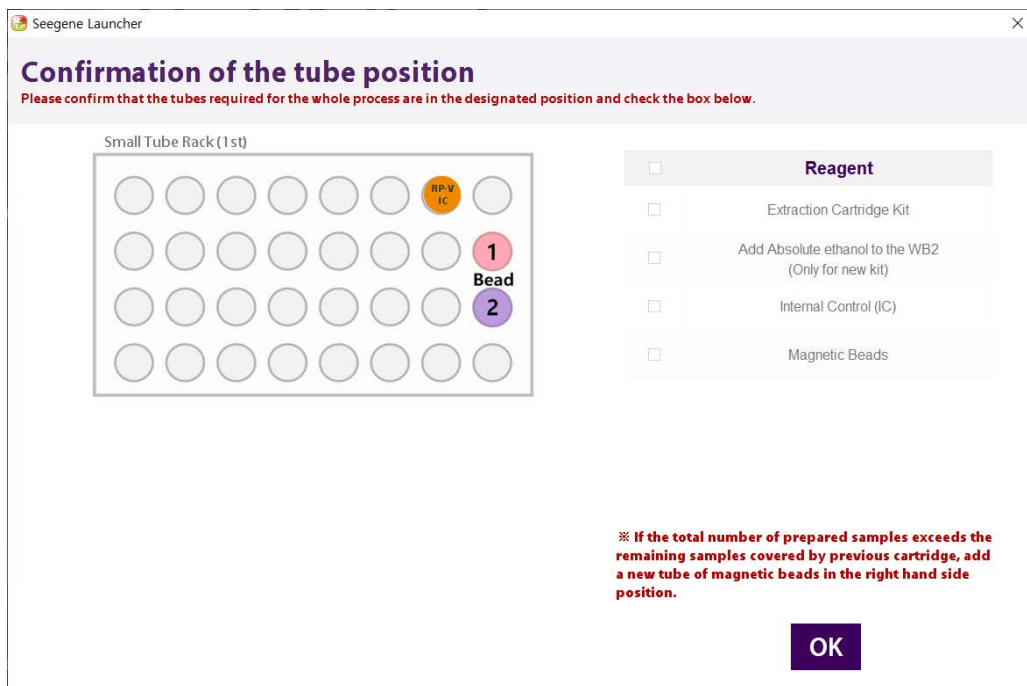 Seegene Launcher
Confirmation of the tube position
Please confirm that the tubes required for the whole process are in the designated position and check the box below.
Small Tube Rack (1st)
RP-V
IC
1
Bead
2
Reagent
Extraction Cartridge Kit
Add Absolute ethanol to the WB2
(Only for new kit)
Internal Control (IC)
Magnetic Beads
※ If the total number of prepared samples exceeds the
remaining samples covered by previous cartridge, add
a new tube of magnetic beads in the right hand side
position.
OK